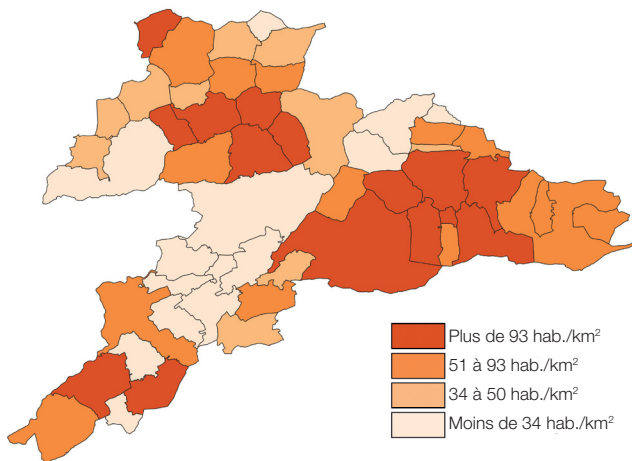 Plus de 93 hab./km²
51 à 93 hab./km²
34 à 50 hab./km²
Moins de 34 hab./km²